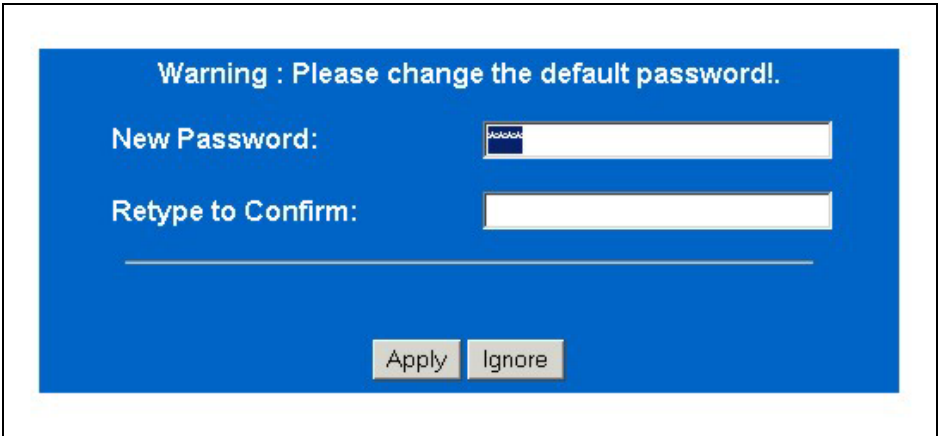 Warning : Please change the default password!.
New Password: *****
Retype to Confirm:
Apply Ignore